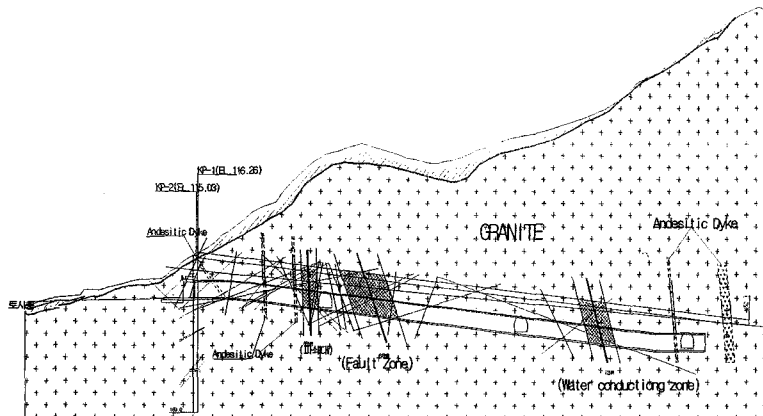 KP-1(EL.116.26)
KP-2(EL.115.03)
Andesitic Dyke
GRANITE
Andesitic Dyke
Andesitic Dyke
(Fault Zone)
(Water conductiong zone)